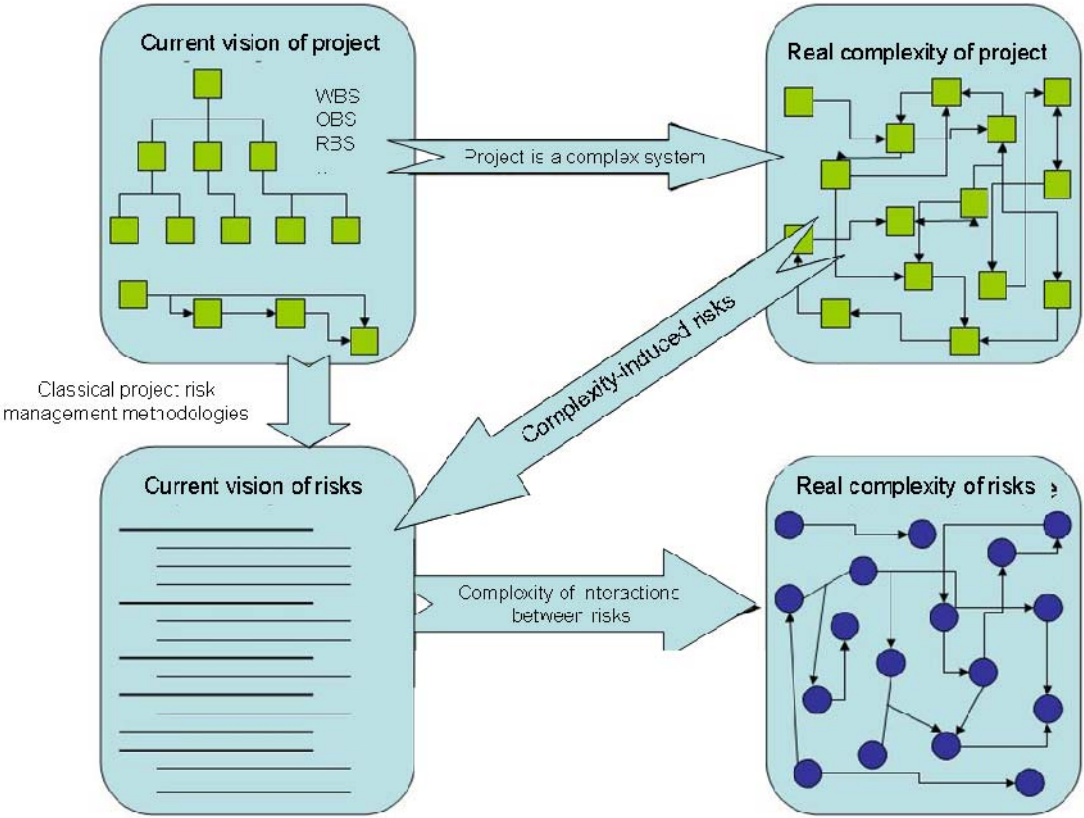 Current vision of project
WBS
OBS
RBS
..
Project is a complex system
Real complexity of project
Complexity-induced risks
Classical project risk
management methodologies
Current vision of risks
Complexity of interactions
between risks
Real complexity of risks